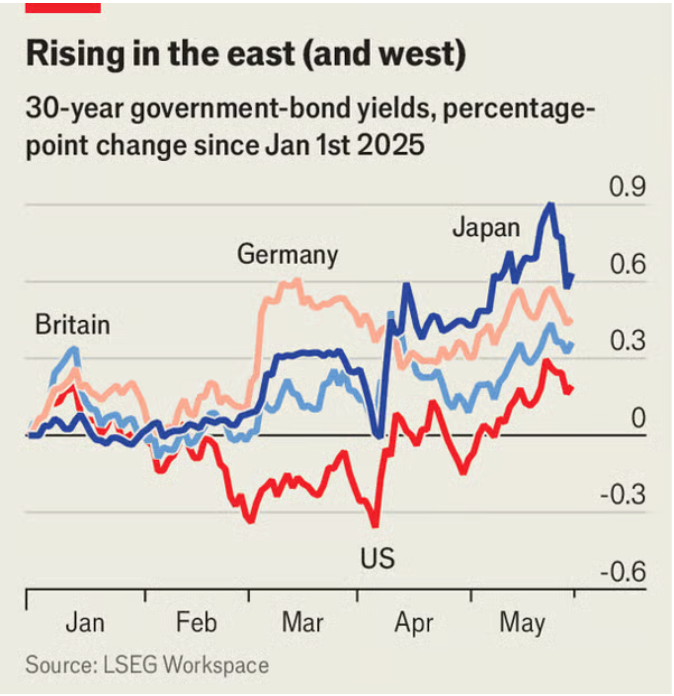 Rising in the east (and west)
30-year government-bond yields, percentage-
point change since Jan 1st 2025
0.9
Japan
Germany
0.6
Britain
0.3
0
-0.3
US
-0.6
Jan Feb Mar Apr May
Source: LSEG Workspace